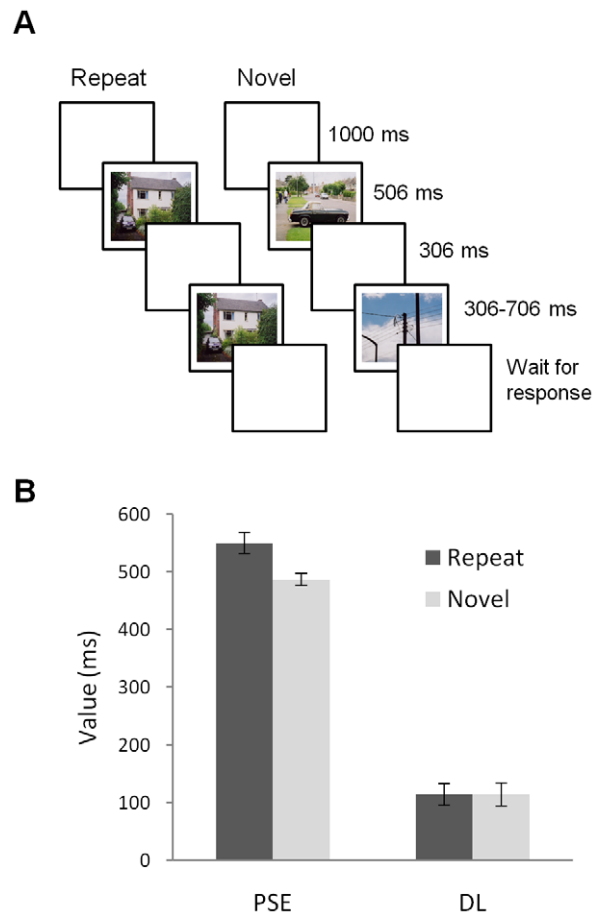 A
Repeat Novel
1000 ms
506 ms
306 ms
306-706 ms
Wait for
response
B
Value (ms)
600
500
400
300
200
100
0
Repeat
Novel
PSE DL